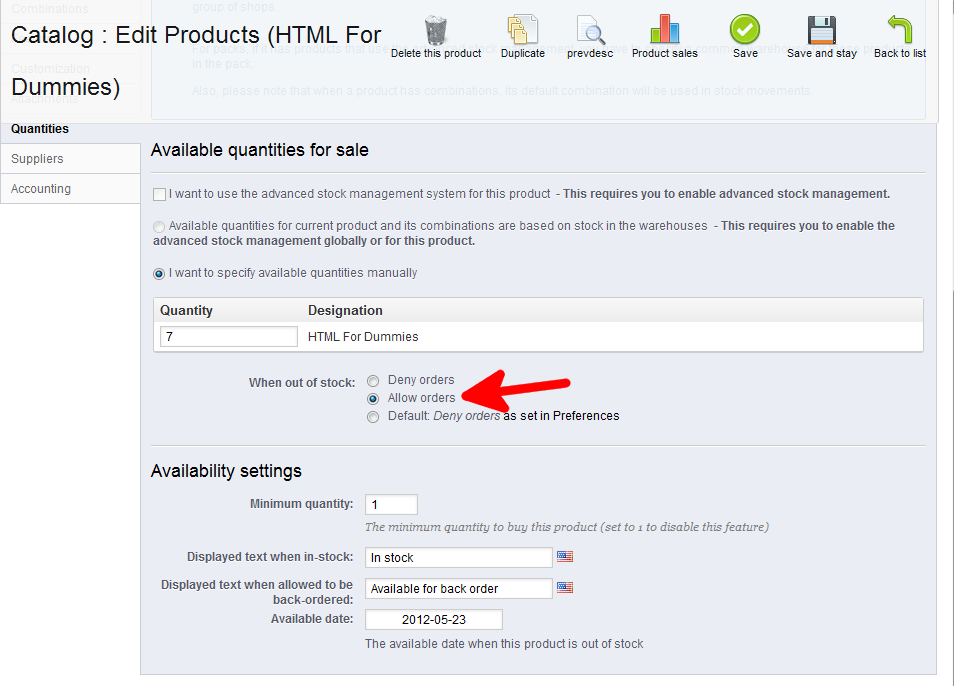 Combinations
group of shops.
Catalog : Edit Products (HTML For
Dummies)
Delete this product
Duplicate
prevdesc
Product sales
Save
Save and stay
Back to list
Customization
in the pack.
Attachments
Also, please note that when a product has combinations, its default combination will be used in stock movements.
Quantities
Suppliers
Accounting
Available quantities for sale
I want to use the advanced stock management system for this product - This requires you to enable advanced stock management.
Available quantities for current product and its combinations are based on stock in the warehouses - This requires you to enable the
advanced stock management globally or for this product.
I want to specify available quantities manually
Quantity Designation
7 HTML For Dummies
When out of stock:
Deny orders
Allow orders
Default: Deny orders as set in Preferences
Availability settings
Minimum quantity: 1
The minimum quantity to buy this product (set to 1 to disable this feature)
Displayed text when in-stock: In stock
Displayed text when allowed to be
back-ordered: Available for back order
Available date: 2012-05-23
The available date when this product is out of stock